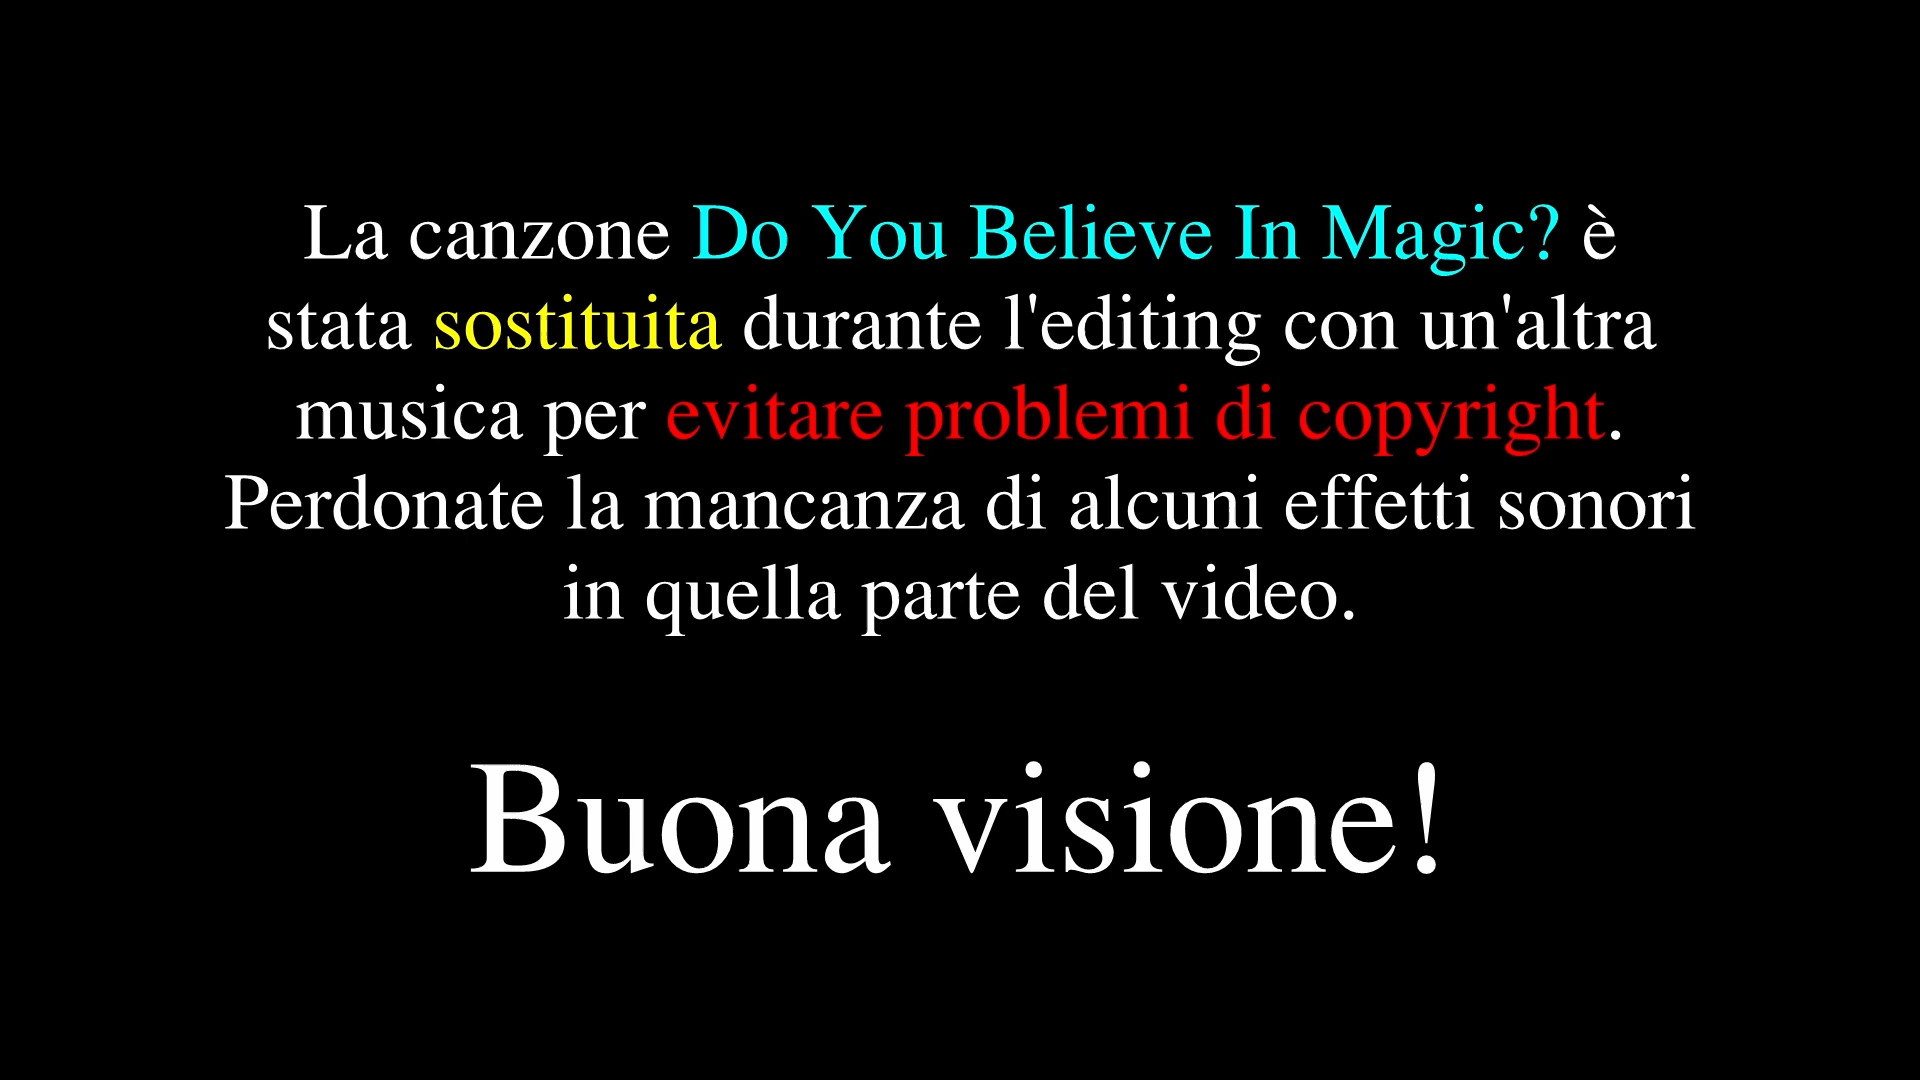 La canzone Do You Believe In Magic? è
stata sostituita durante l'editing con un'altra
musica per evitare problemi di copyright.
Perdonate la mancanza di alcuni effetti sonori
in quella parte del video.
Buona visione!